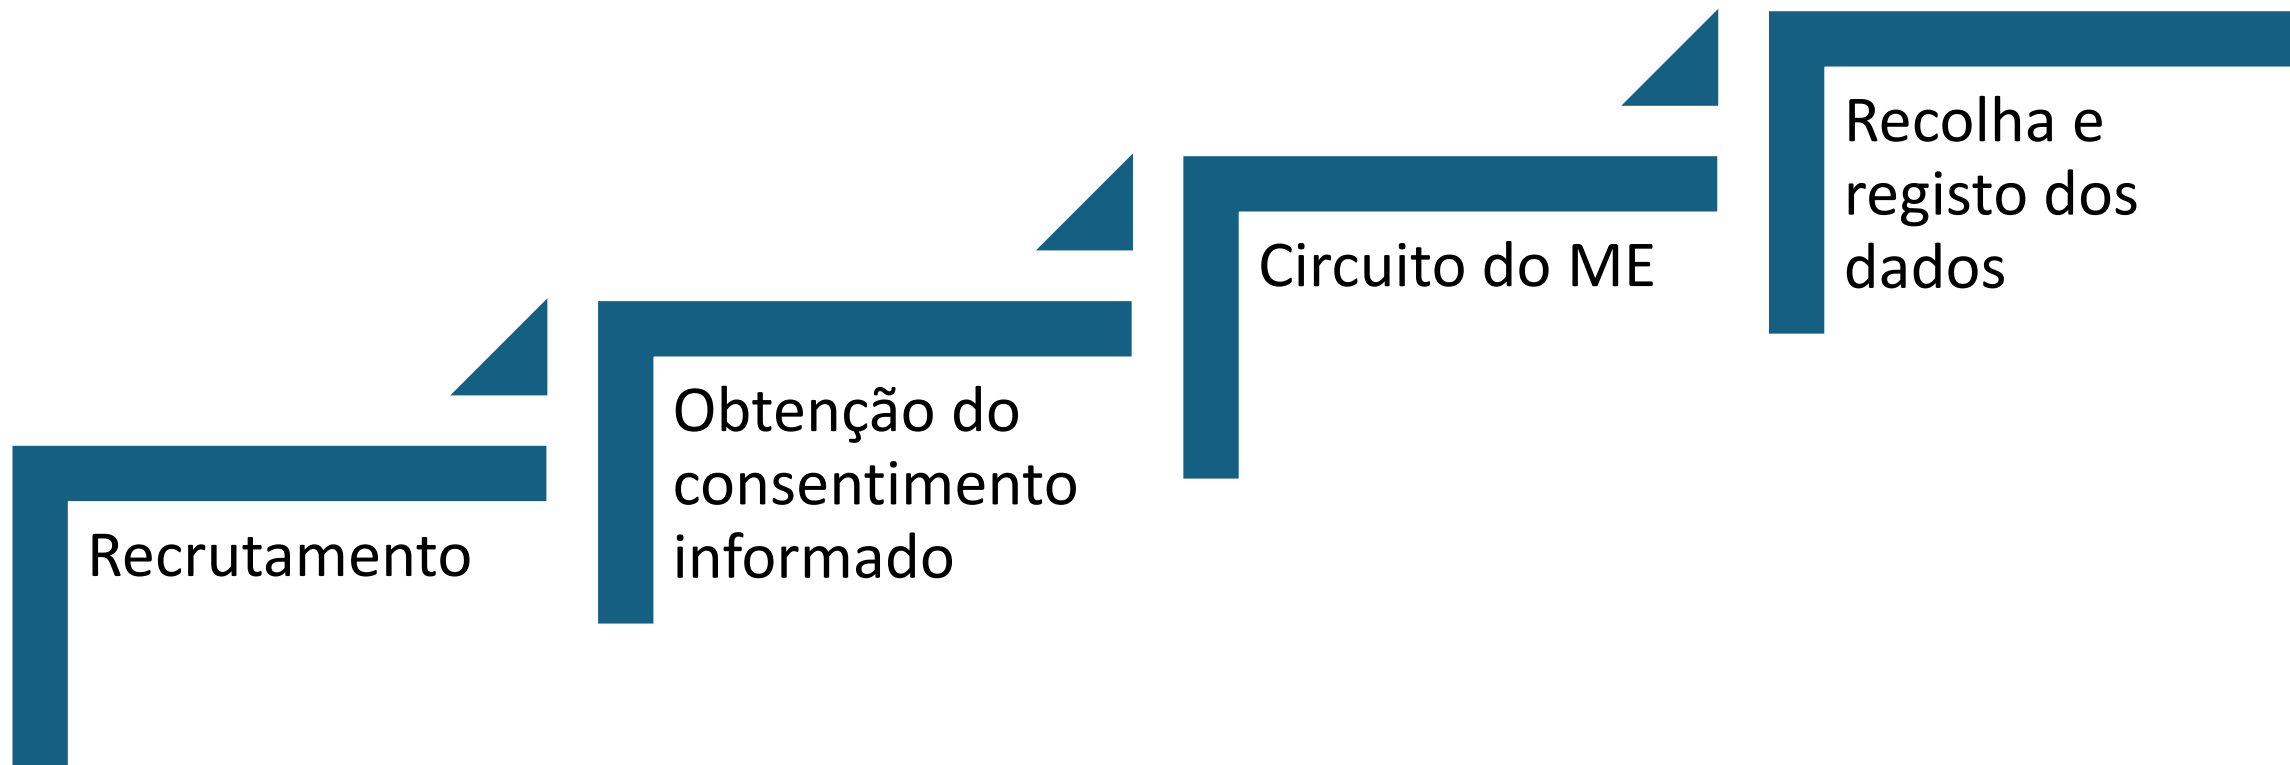 Recrutamento
Obtenção do
consentimento
informado
Circuito do ME
Recolha e
registo dos
dados